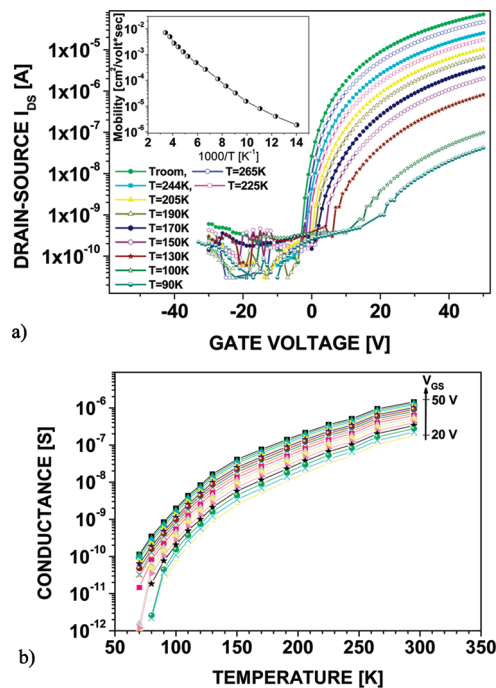 a)
DRAIN-SOURCE I_DS [A]
1x10⁻⁵
1x10⁻⁶
1x10⁻⁷
1x10⁻⁸
1x10⁻⁹
1x10⁻¹⁰
Mobility [cm²/volt*sec]
10⁻²
10⁻³
10⁻⁴
10⁻⁵
10⁻⁶
2 4 6 8 10 12 14
1000/T [K⁻¹]
Troom, T=265K
T=244K, T=225K
T=205K
T=190K
T=170K
T=150K
T=130K
T=100K
T=90K
-40 -20 0 20 40
GATE VOLTAGE [V]
b)
CONDUCTANCE [S]
10⁻⁶
10⁻⁷
10⁻⁸
10⁻⁹
10⁻¹⁰
10⁻¹¹
10⁻¹²
V_GS
50 V
20 V
50 100 150 200 250 300 350
TEMPERATURE [K]